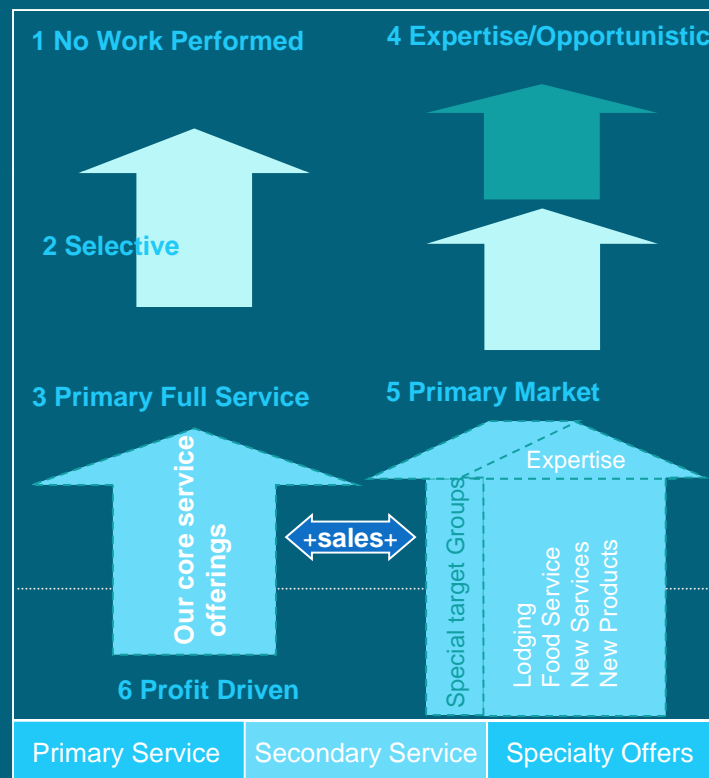 1 No Work Performed
4 Expertise/Opportunistic
2 Selective
3 Primary Full Service
5 Primary Market
Our core service
offerings
+sales+
Expertise
Special target Groups
Lodging
Food Service
New Services
New Products
6 Profit Driven
Primary Service
Secondary Service
Specialty Offers